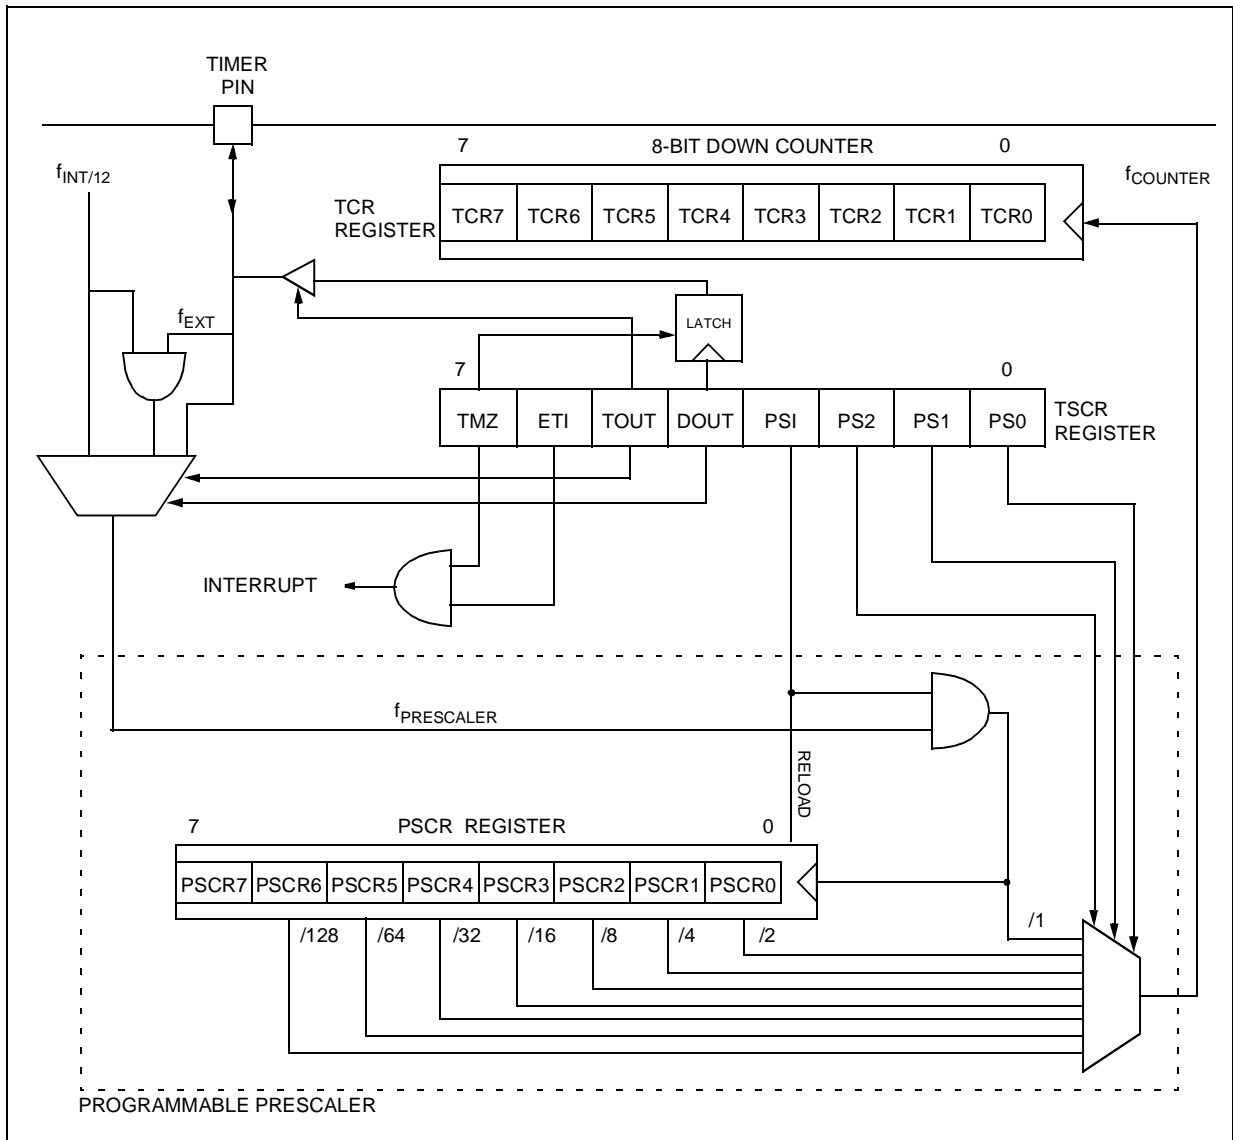 TIMER
PIN
7 8-BIT DOWN COUNTER 0
fINT/12
fCOUNTER
TCR
REGISTER
TCR7 TCR6 TCR5 TCR4 TCR3 TCR2 TCR1 TCR0
fEXT
LATCH
7 0
TMZ ETI TOUT DOUT PSI PS2 PS1 PS0
TSCR
REGISTER
INTERRUPT
fPRESCALER
RELOAD
7 PSCR REGISTER 0
PSCR7 PSCR6 PSCR5 PSCR4 PSCR3 PSCR2 PSCR1 PSCR0
/128 /64 /32 /16 /8 /4 /2 /1
PROGRAMMABLE PRESCALER